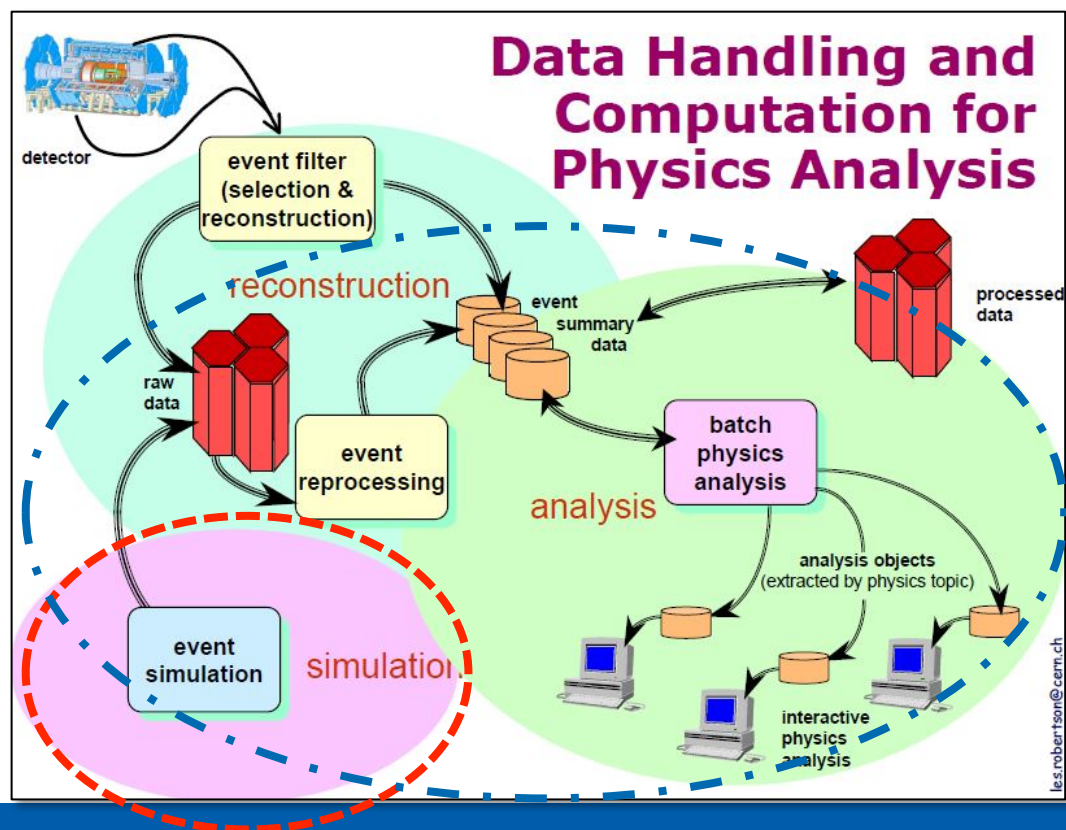 Data Handling and
Computation for
Physics Analysis
detector
event filter
(selection &
reconstruction)
reconstruction
event
summary
data
processed
data
raw
data
event
reprocessing
batch
physics
analysis
analysis
analysis objects
(extracted by physics topic)
event
simulation
simulation
interactive
physics
analysis
les.robertson@cern.ch